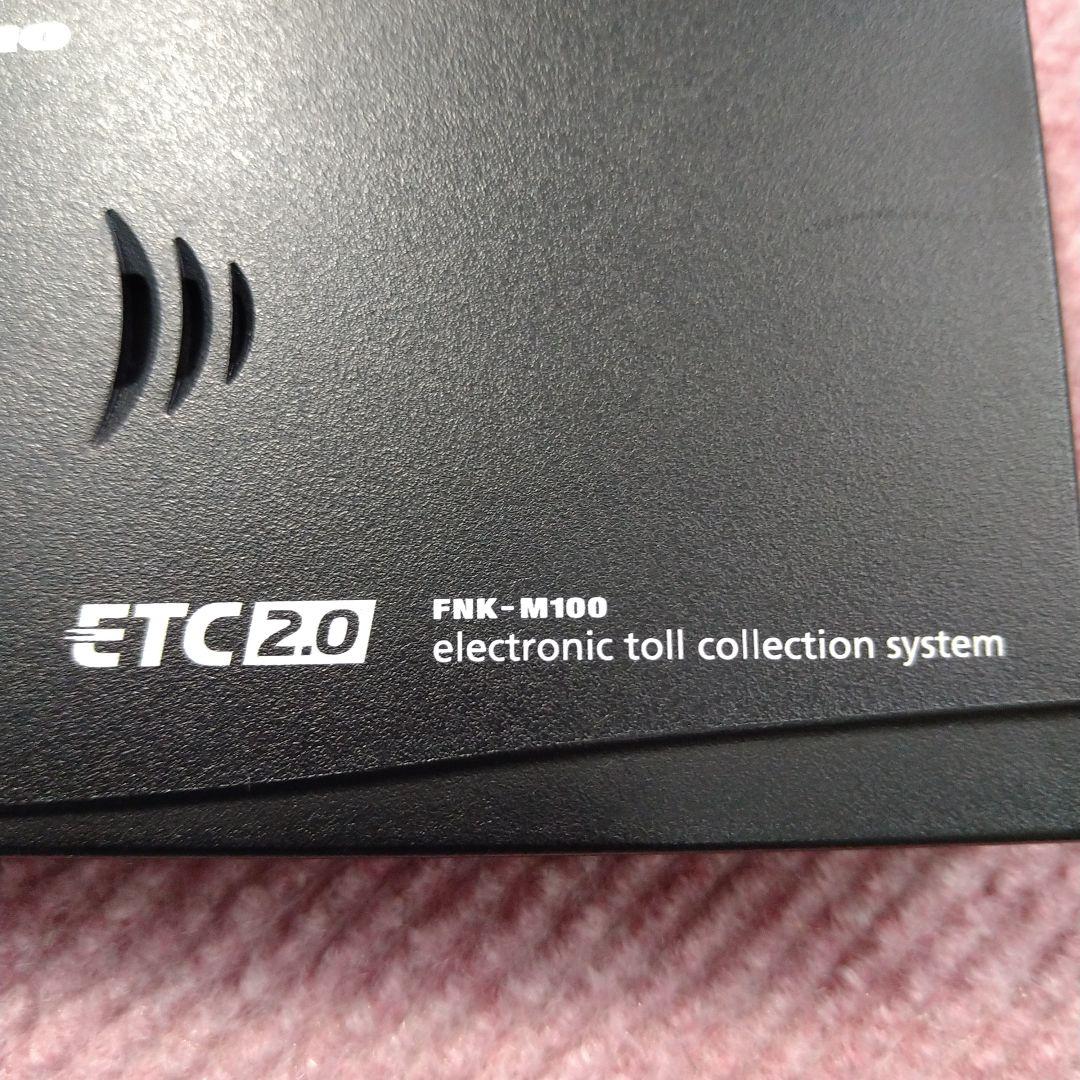 ETC2.0
FNK-M100
electronic toll collection system